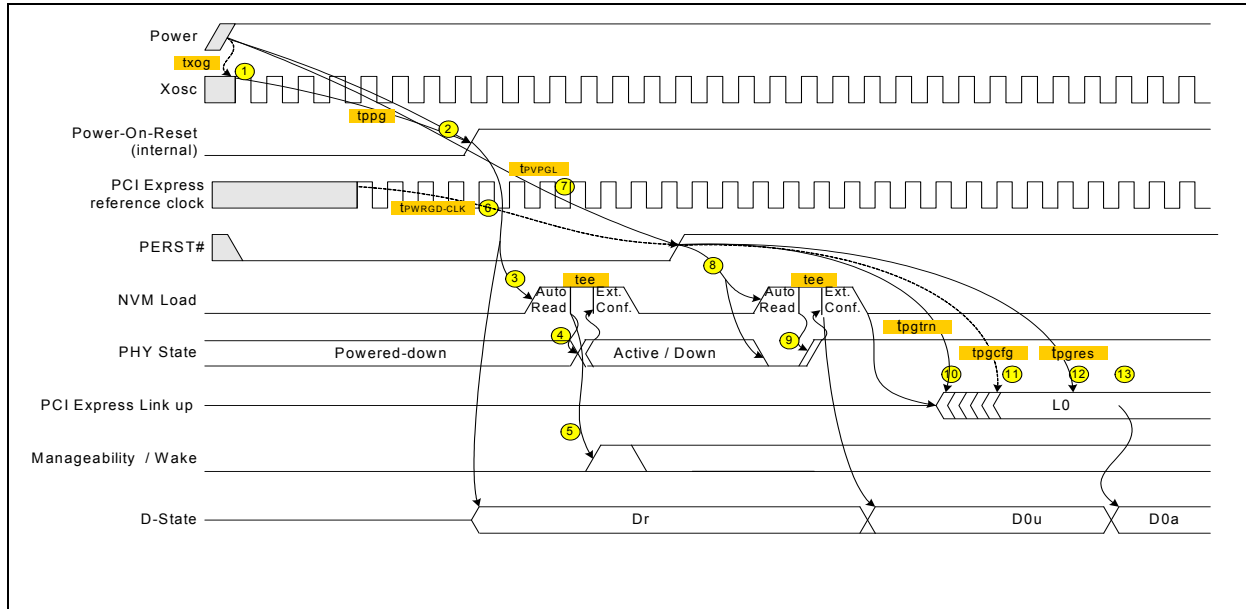 Power
txog
1
Xosc
tppg
2
Power-On-Reset
(internal)
tPVPGL
PCI Express
reference clock
7
tPWRGD-CLK
6
PERST#
8
3
tee
tee
NVM Load
Auto
Read
Ext.
Conf.
Auto
Read
Ext.
Conf.
tpgtrn
4
9
PHY State
Powered-down
Active / Down
tpgcfg
tpgres
10
11
12
13
PCI Express Link up
L0
5
Manageability / Wake
D-State
Dr
D0u
D0a